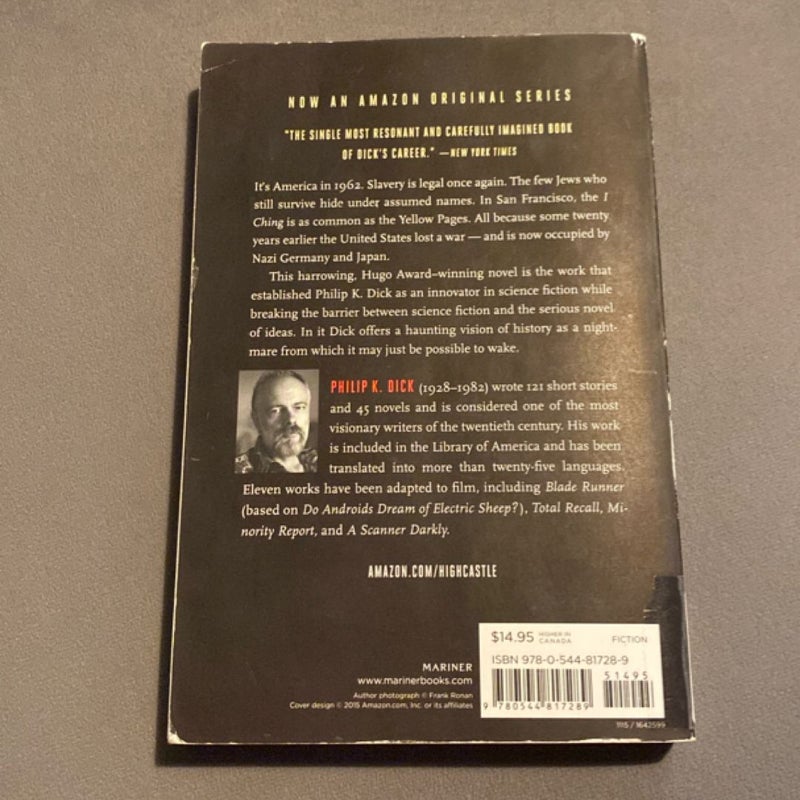 NOW AN AMAZON ORIGINAL SERIES
"THE SINGLE MOST RESONANT AND CAREFULLY IMAGINED BOOK
OF DICK'S CAREER." —NEW YORK TIMES
It's America in 1962. Slavery is legal once again. The few Jews who
still survive hide under assumed names. In San Francisco, the I
Ching is as common as the Yellow Pages. All because some twenty
years earlier the United States lost a war — and is now occupied by
Nazi Germany and Japan.
This harrowing, Hugo Award–winning novel is the work that
established Philip K. Dick as an innovator in science fiction while
breaking the barrier between science fiction and the serious novel
of ideas. In it Dick offers a haunting vision of history as a night-
mare from which it may just be possible to wake.
PHILIP K. DICK (1928–1982) wrote 121 short stories
and 45 novels and is considered one of the most
visionary writers of the twentieth century. His work
is included in the Library of America and has been
translated into more than twenty-five languages.
Eleven works have been adapted to film, including Blade Runner
(based on Do Androids Dream of Electric Sheep?), Total Recall, Mi-
nority Report, and A Scanner Darkly.
AMAZON.COM/HIGHCASTLE
$14.95 HIGHER IN CANADA FICTION
ISBN 978-0-544-81728-9
51495
9 780544 817289
MARINER
www.marinerbooks.com
Author photograph © Frank Ronan
Cover design © 2015 Amazon.com, Inc. or its affiliates
1115 / 1642599